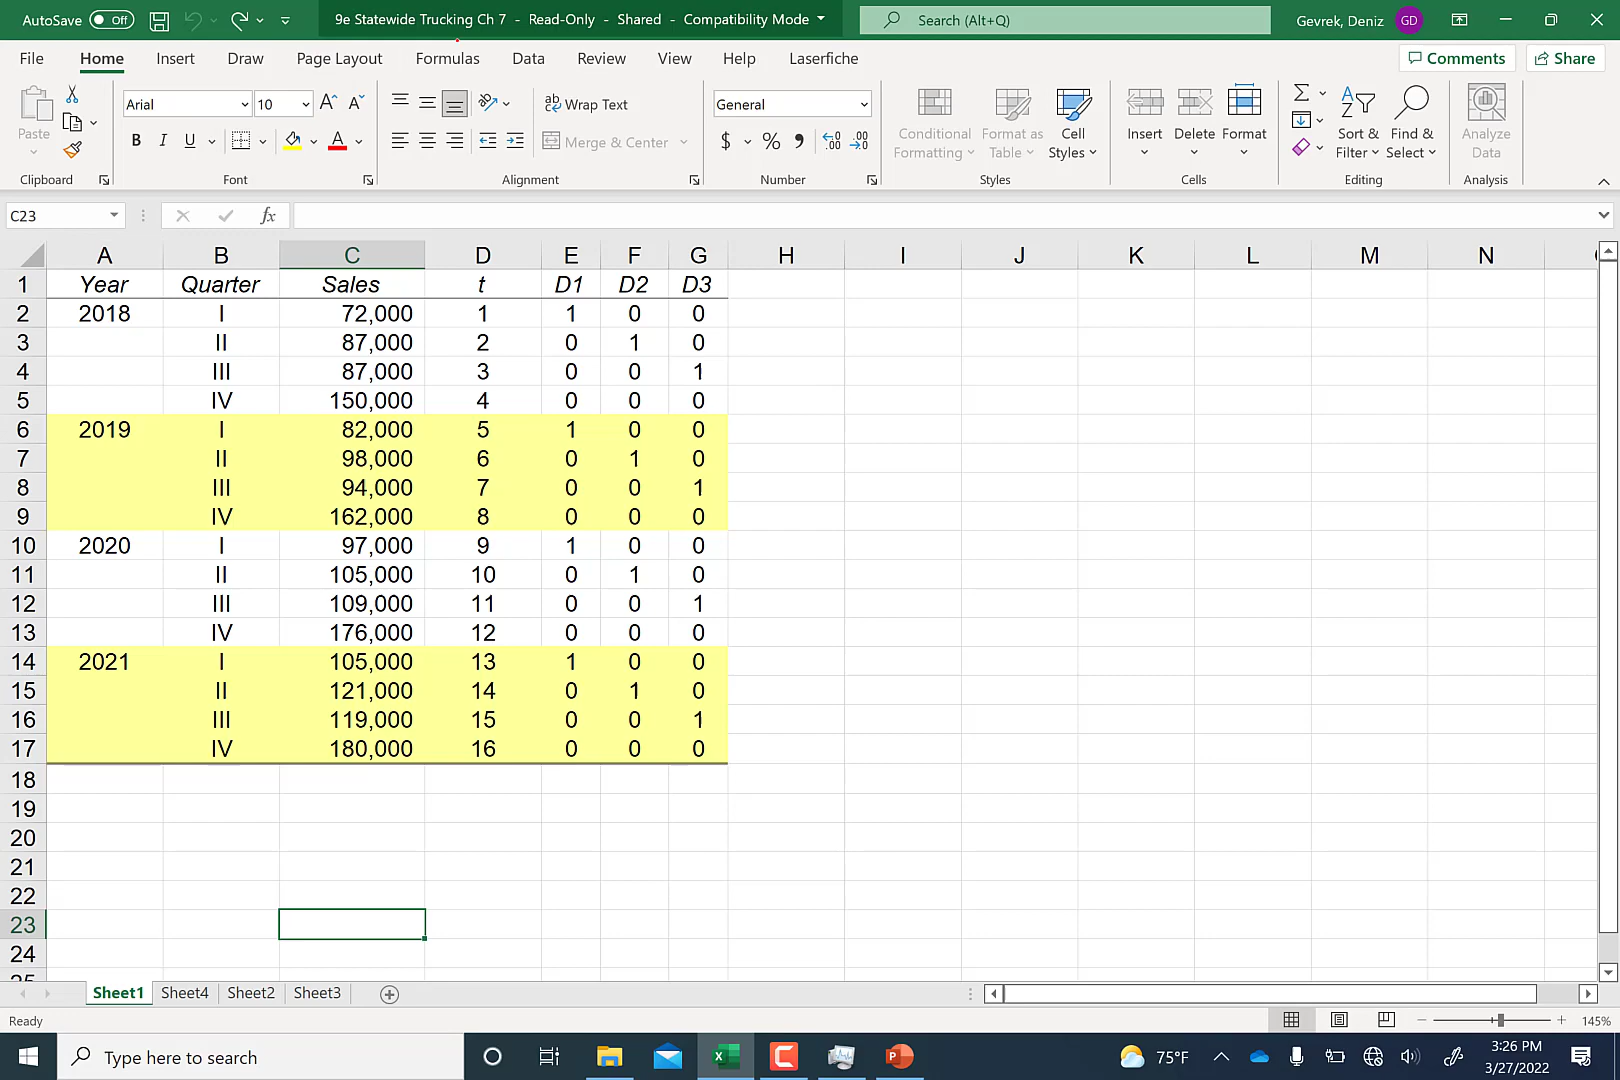 AutoSave Off 9e Statewide Trucking Ch 7 - Read-Only - Shared - Compatibility Mode Search (Alt+Q) Gevrek, Deniz GD
File Home Insert Draw Page Layout Formulas Data Review View Help Laserfiche Comments Share
Arial 10 Wrap Text General
Paste B I U A Merge & Center $ % Conditional Formatting Format as Table Cell Styles Insert Delete Format Sort & Filter Find & Select Analyze Data
Clipboard Font Alignment Number Styles Cells Editing Analysis
C23 fx
A B C D E F G H I J K L M N
1 Year Quarter Sales t D1 D2 D3
2 2018 I 72,000 1 1 0 0
3 II 87,000 2 0 1 0
4 III 87,000 3 0 0 1
5 IV 150,000 4 0 0 0
6 2019 I 82,000 5 1 0 0
7 II 98,000 6 0 1 0
8 III 94,000 7 0 0 1
9 IV 162,000 8 0 0 0
10 2020 I 97,000 9 1 0 0
11 II 105,000 10 0 1 0
12 III 109,000 11 0 0 1
13 IV 176,000 12 0 0 0
14 2021 I 105,000 13 1 0 0
15 II 121,000 14 0 1 0
16 III 119,000 15 0 0 1
17 IV 180,000 16 0 0 0
18
19
20
21
22
23
24
Sheet1 Sheet4 Sheet2 Sheet3
Ready 145%
Type here to search 75°F 3:26 PM
3/27/2022